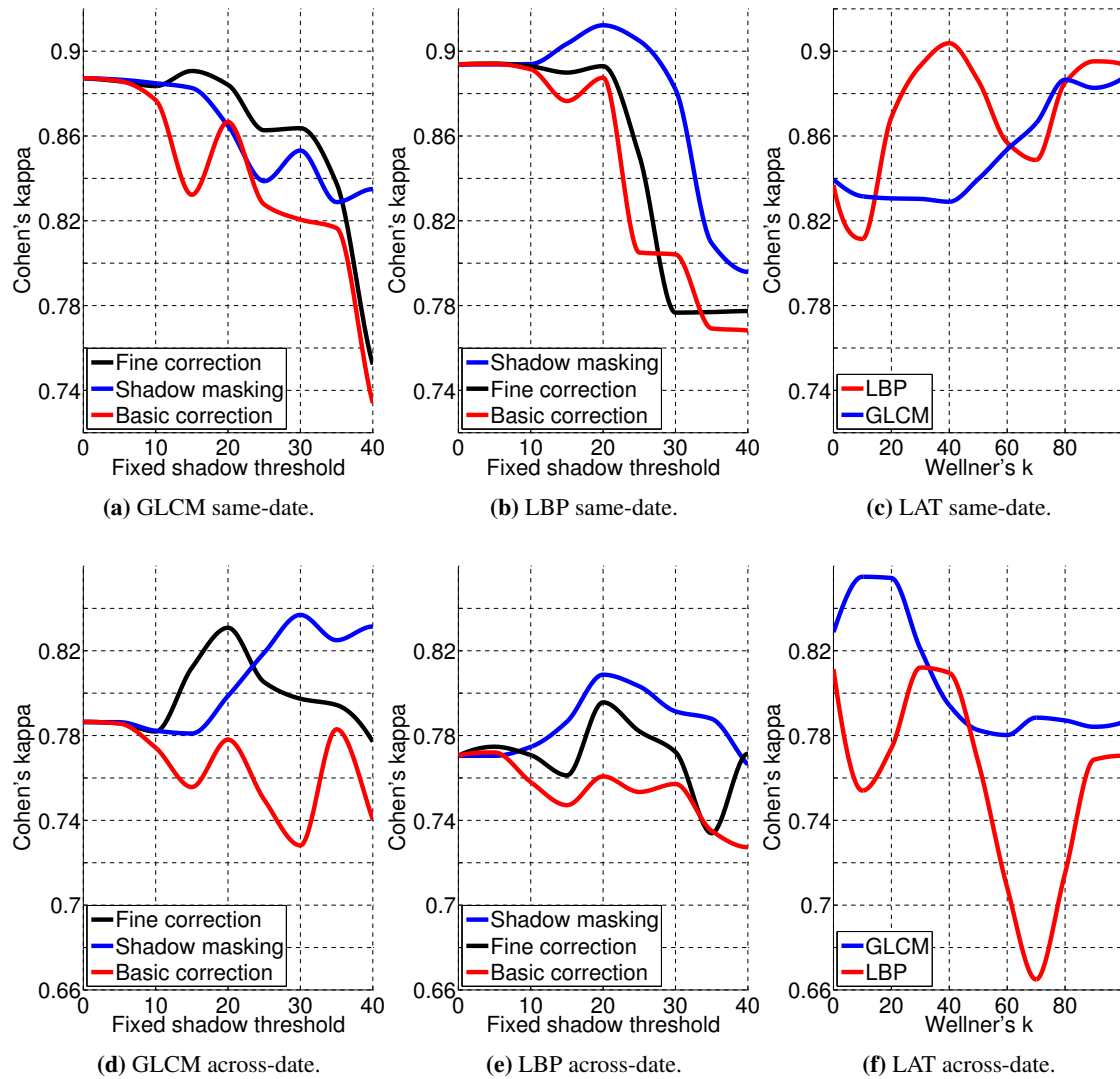 0.9
0.86
0.82
0.78
0.74
Cohen's kappa
Fine correction
Shadow masking
Basic correction
0 10 20 30 40
Fixed shadow threshold
(a) GLCM same-date.
0.9
0.86
0.82
0.78
0.74
Cohen's kappa
Shadow masking
Fine correction
Basic correction
0 10 20 30 40
Fixed shadow threshold
(b) LBP same-date.
0.9
0.86
0.82
0.78
0.74
Cohen's kappa
LBP
GLCM
0 20 40 60 80
Wellner's k
(c) LAT same-date.
0.82
0.78
0.74
0.7
0.66
Cohen's kappa
Fine correction
Shadow masking
Basic correction
0 10 20 30 40
Fixed shadow threshold
(d) GLCM across-date.
0.82
0.78
0.74
0.7
0.66
Cohen's kappa
Shadow masking
Fine correction
Basic correction
0 10 20 30 40
Fixed shadow threshold
(e) LBP across-date.
0.82
0.78
0.74
0.7
0.66
Cohen's kappa
GLCM
LBP
0 20 40 60 80
Wellner's k
(f) LAT across-date.